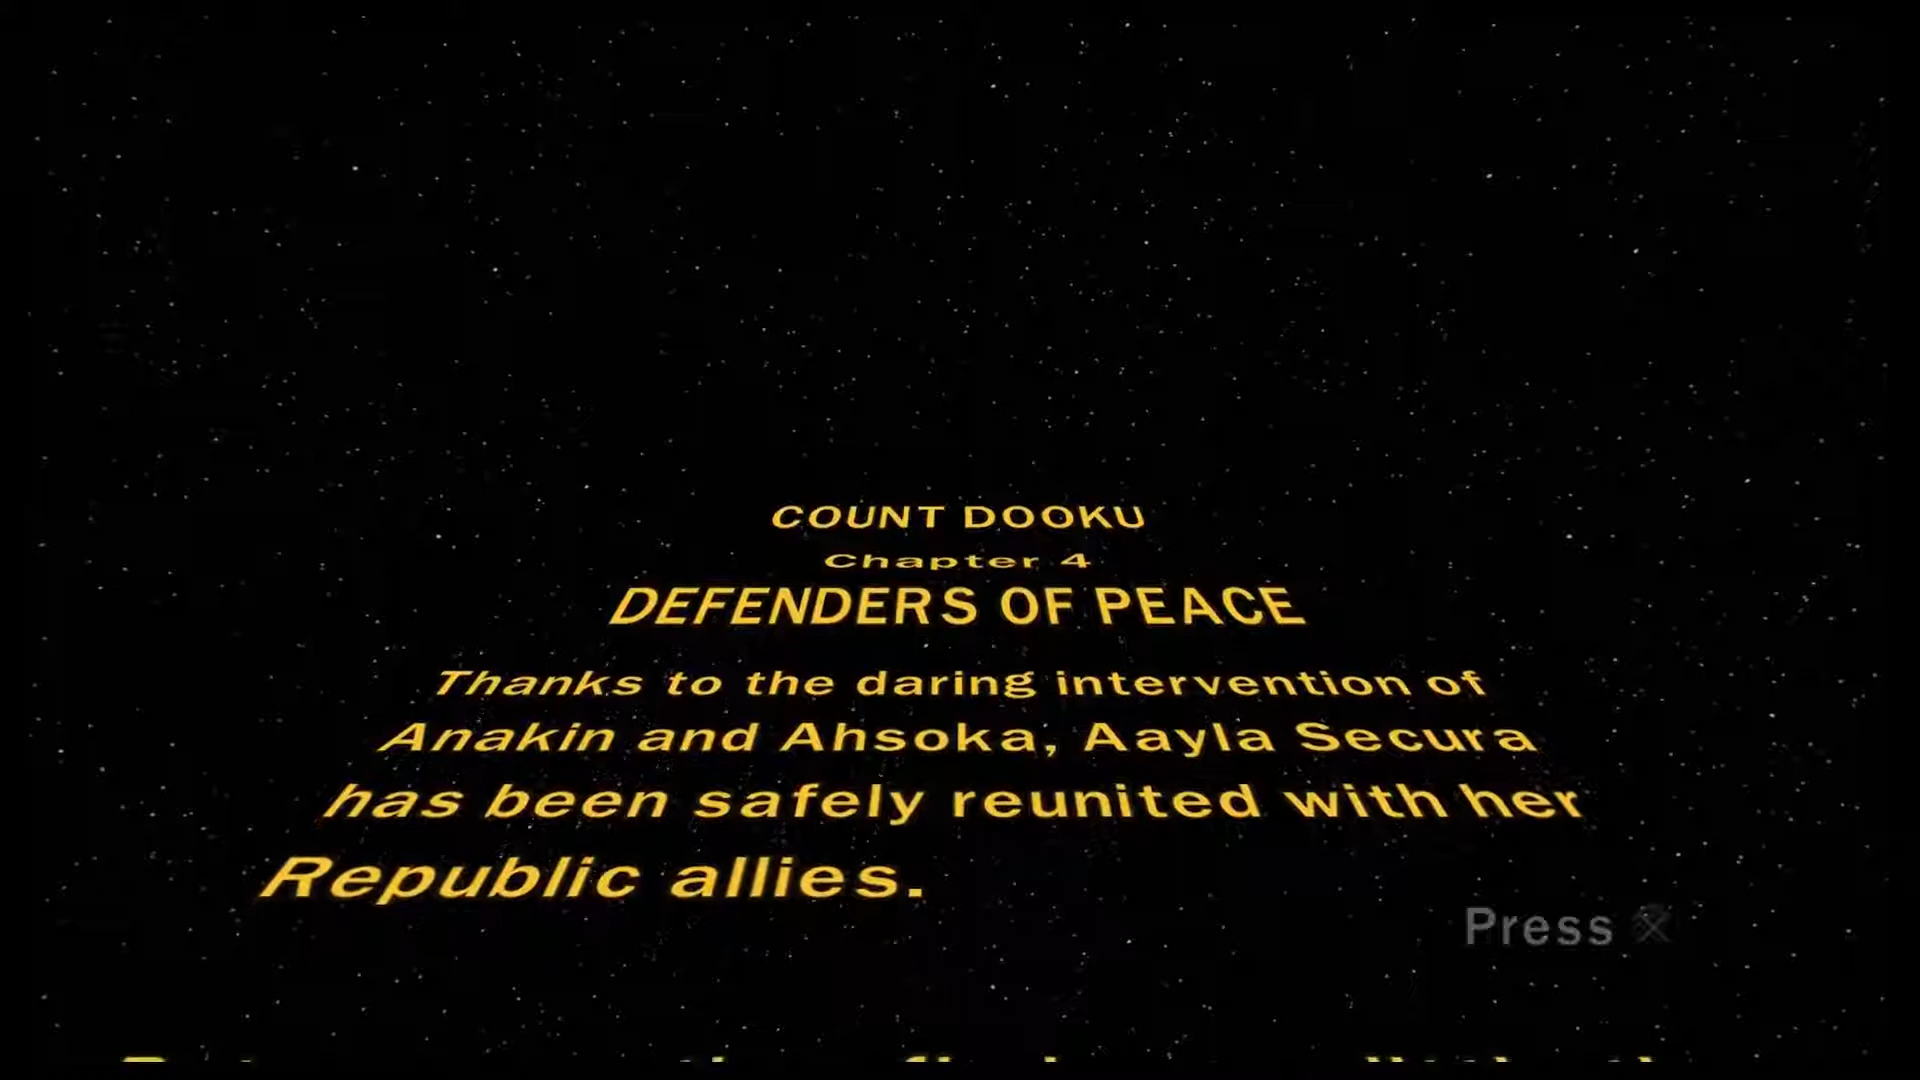 COUNT DOOKU
Chapter 4
DEFENDERS OF PEACE
Thanks to the daring intervention of
Anakin and Ahsoka, Aayla Secura
has been safely reunited with her
Republic allies.
Press